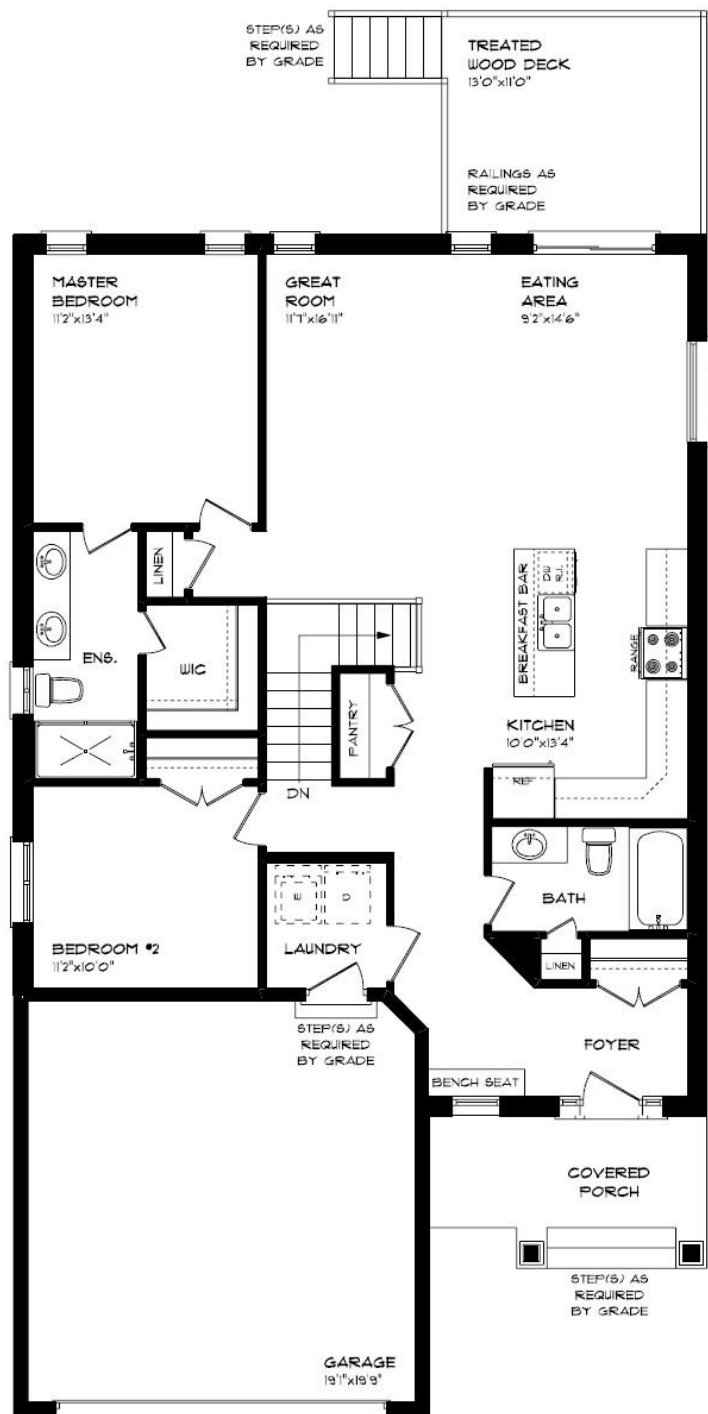 STEP(S) AS
REQUIRED
BY GRADE
TREATED
WOOD DECK
13'0"x11'0"
RAILINGS AS
REQUIRED
BY GRADE
MASTER
BEDROOM
11'2"x13'4"
GREAT
ROOM
11'7"x16'11"
EATING
AREA
9'2"x14'6"
LINEN
BREAKFAST BAR
DW
R.I.
RANGE
ENS.
WIC
PANTRY
KITCHEN
10'0"x13'4"
REF
DN
BATH
BEDROOM #2
11'2"x10'0"
LAUNDRY
D
LINEN
STEP(S) AS
REQUIRED
BY GRADE
FOYER
BENCH SEAT
COVERED
PORCH
STEP(S) AS
REQUIRED
BY GRADE
GARAGE
19'1"x19'9"